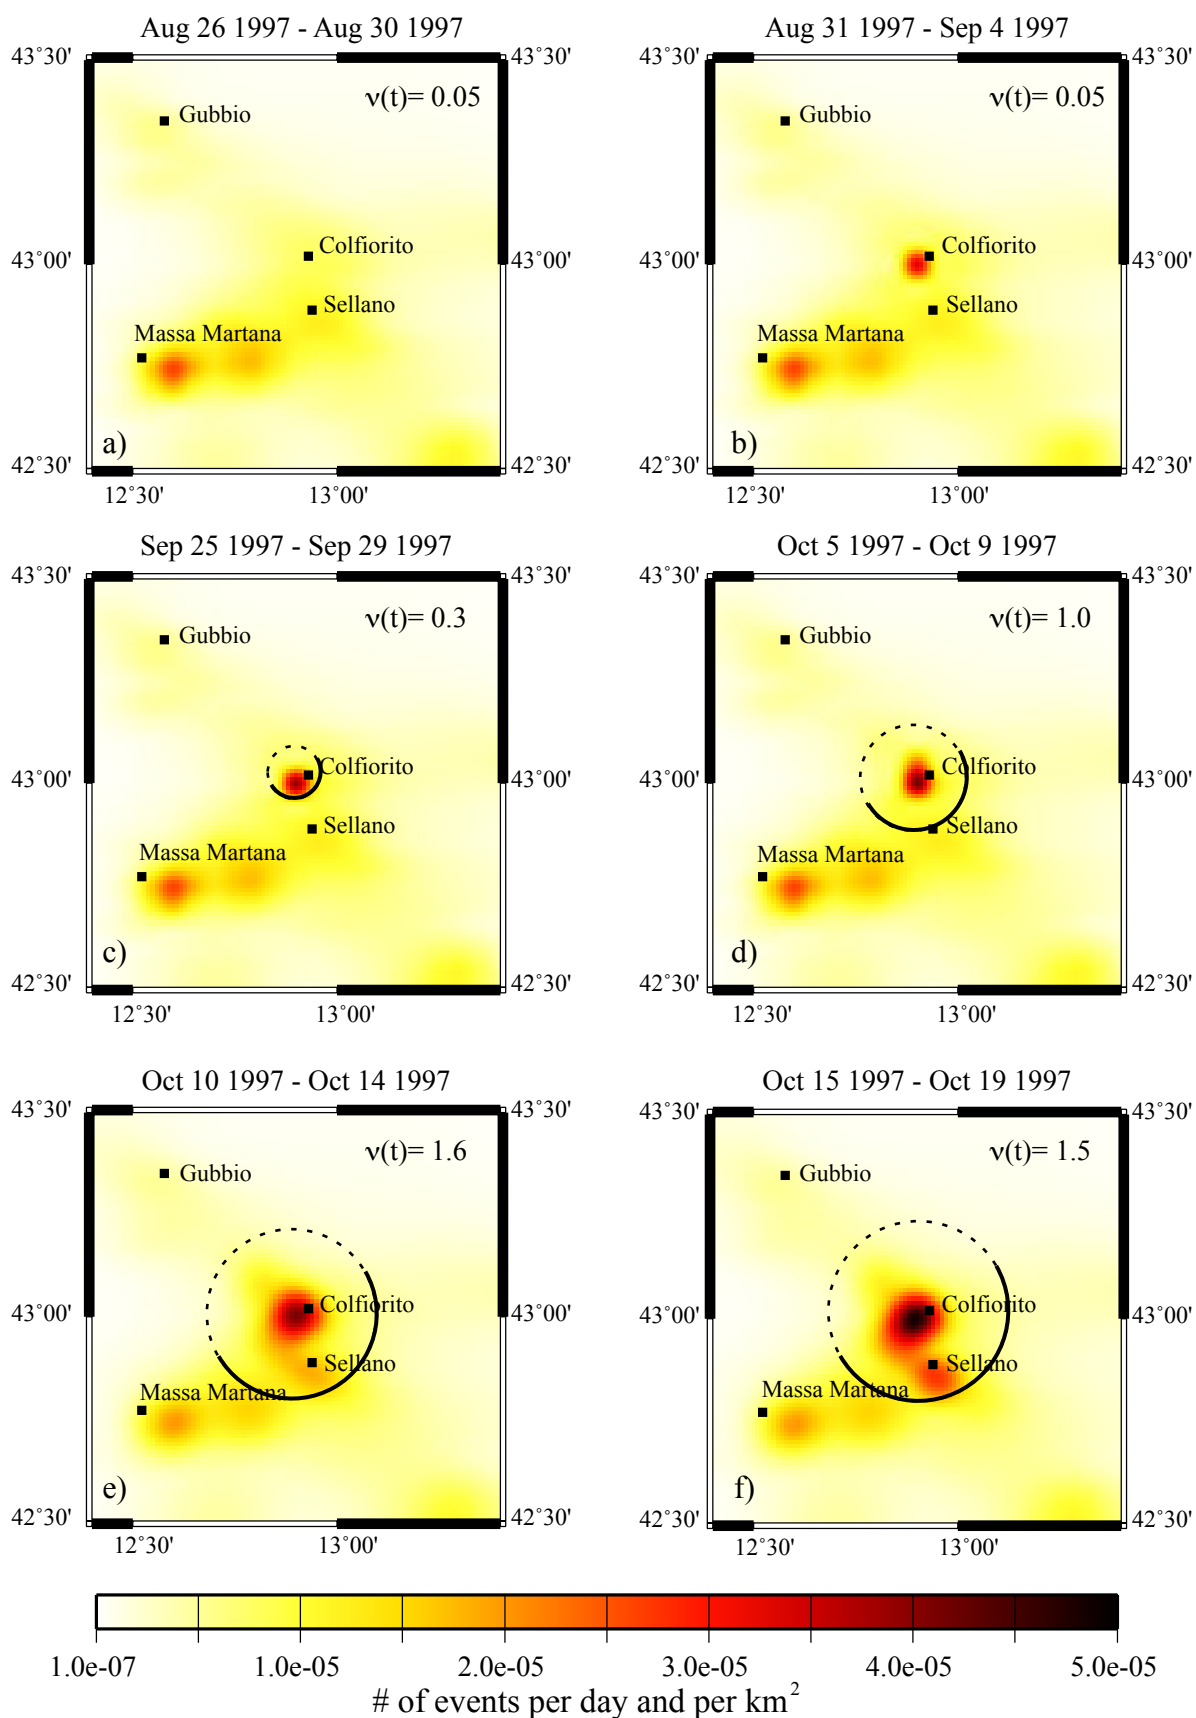 Aug 26 1997 - Aug 30 1997
43°30' 43°30'
ν(t)= 0.05
Gubbio
Colfiorito
43°00' 43°00'
Sellano
Massa Martana
a)
42°30' 42°30'
12°30' 13°00'
Aug 31 1997 - Sep 4 1997
43°30' 43°30'
ν(t)= 0.05
Gubbio
Colfiorito
43°00' 43°00'
Sellano
Massa Martana
b)
42°30' 42°30'
12°30' 13°00'
Sep 25 1997 - Sep 29 1997
43°30' 43°30'
ν(t)= 0.3
Gubbio
Colfiorito
43°00' 43°00'
Sellano
Massa Martana
c)
42°30' 42°30'
12°30' 13°00'
Oct 5 1997 - Oct 9 1997
43°30' 43°30'
ν(t)= 1.0
Gubbio
Colfiorito
43°00' 43°00'
Sellano
Massa Martana
d)
42°30' 42°30'
12°30' 13°00'
Oct 10 1997 - Oct 14 1997
43°30' 43°30'
ν(t)= 1.6
Gubbio
Colfiorito
43°00' 43°00'
Sellano
Massa Martana
e)
42°30' 42°30'
12°30' 13°00'
Oct 15 1997 - Oct 19 1997
43°30' 43°30'
ν(t)= 1.5
Gubbio
Colfiorito
43°00' 43°00'
Sellano
Massa Martana
f)
42°30' 42°30'
12°30' 13°00'
1.0e-07 1.0e-05 2.0e-05 3.0e-05 4.0e-05 5.0e-05
# of events per day and per km²